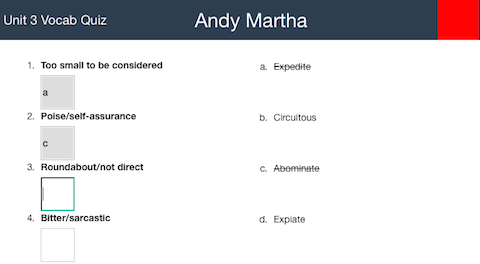 Unit 3 Vocab Quiz
Andy Martha
1. Too small to be considered
a
2. Poise/self-assurance
c
3. Roundabout/not direct
4. Bitter/sarcastic
a. Expedite
b. Circuitous
c. Abominate
d. Expiate